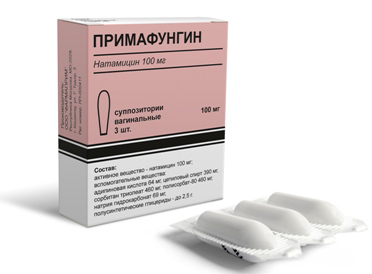 ПРИМАФУНГИН
Натамицин 100 мг
суппозитории
вагинальные
3 шт.
100 мг
Состав:
активное вещество - натамицин 100 мг;
вспомогательные вещества:
адипиновая кислота 64 мг; цетиловый спирт 390 мг;
сорбитан триолеат 460 мг; полисорбат-80 460 мг;
натрия гидрокарбонат 69 мг;
полусинтетические глицериды - до 2,5 г.